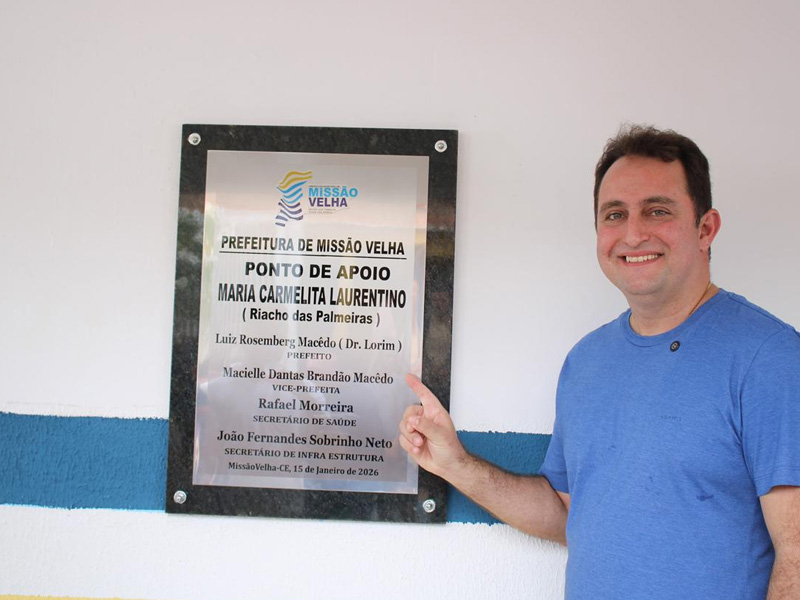 MISSÃO
VELHA
PREFEITURA DE MISSÃO VELHA
PONTO DE APOIO
MARIA CARMELITA LAURENTINO
( Riacho das Palmeiras )
Luiz Rosemberg Macêdo ( Dr. Lorim )
PREFEITO
Macielle Dantas Brandão Macêdo
VICE-PREFEITA
Rafael Morreira
SECRETÁRIO DE SAÚDE
João Fernandes Sobrinho Neto
SECRETÁRIO DE INFRA ESTRUTURA
MissãoVelha-CE, 15 de Janeiro de 2026